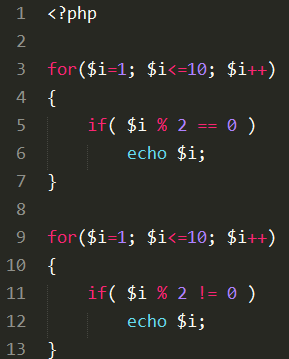 1 <?php
2
3 for($i=1; $i<=10; $i++)
4 {
5     if( $i % 2 == 0 )
6         echo $i;
7 }
8
9 for($i=1; $i<=10; $i++)
10 {
11     if( $i % 2 != 0 )
12         echo $i;
13 }